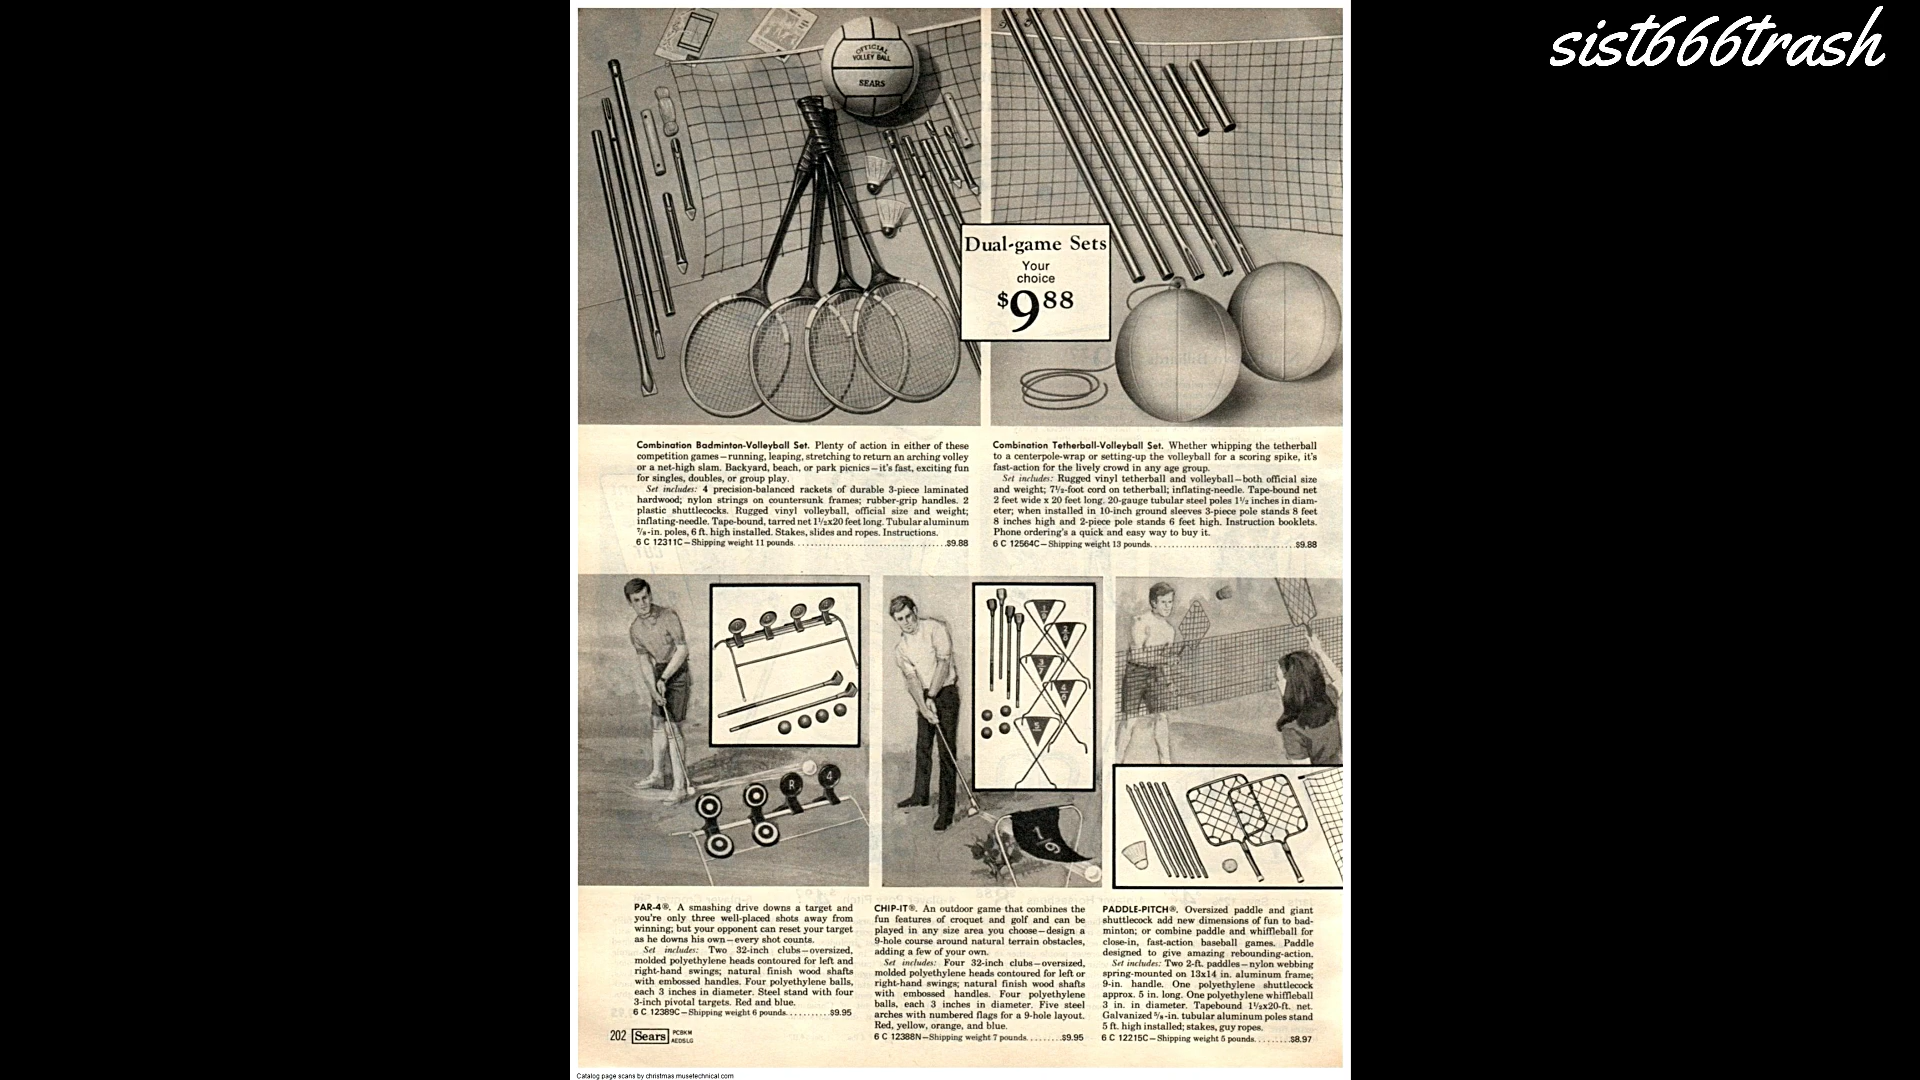 sist666trash
OFFICIAL
VOLLEY BALL
SEARS
Dual-game Sets
Your
choice
$9.88
Combination Badminton-Volleyball Set. Plenty of action in either of these
competition games—running, leaping, stretching to return an arching volley
or a net-high slam. Backyard, beach, or park picnics—it's fast, exciting fun
for singles, doubles, or group play.
Set includes: 4 precision-balanced rackets of durable 3-piece laminated
hardwood; nylon strings on countersunk frames; rubber-grip handles. 2
plastic shuttlecocks. Rugged vinyl volleyball, official size and weight;
inflating-needle. Tape-bound, tarred net 1½x20 feet long. Tubular aluminum
⅞-in. poles, 6 ft. high installed. Stakes, slides and ropes. Instructions.
6 C 12311C—Shipping weight 11 pounds. . . . . . . . . . . . . . . . . . . . . . . . . . . . . . . . . . . .$9.88
Combination Tetherball-Volleyball Set. Whether whipping the tetherball
to a centerpole-wrap or setting-up the volleyball for a scoring spike, it's
fast-action for the lively crowd in any age group.
Set includes: Rugged vinyl tetherball and volleyball—both official size
and weight; 7½-foot cord on tetherball; inflating-needle. Tape-bound net
2 feet wide x 20 feet long. 20-gauge tubular steel poles 1½ inches in diam-
eter; when installed in 10-inch ground sleeves 3-piece pole stands 8 feet
8 inches high and 2-piece pole stands 6 feet high. Instruction booklets.
Phone ordering's a quick and easy way to buy it.
6 C 12564C—Shipping weight 13 pounds. . . . . . . . . . . . . . . . . . . . . . . . . . . . . . . . . $9.88
R
4
1/9
PAR-4®. A smashing drive downs a target and
you're only three well-placed shots away from
winning; but your opponent can reset your target
as he downs his own—every shot counts.
Set includes: Two 32-inch clubs—oversized,
molded polyethylene heads contoured for left and
right-hand swings; natural finish wood shafts
with embossed handles. Four polyethylene balls,
each 3 inches in diameter. Steel stand with four
3-inch pivotal targets. Red and blue.
6 C 12389C—Shipping weight 6 pounds. . . . . . . . . . $9.95
CHIP-IT®. An outdoor game that combines the
fun features of croquet and golf and can be
played in any size area you choose—design a
9-hole course around natural terrain obstacles,
adding a few of your own.
Set includes: Four 32-inch clubs—oversized,
molded polyethylene heads contoured for left or
right-hand swings; natural finish wood shafts
with embossed handles. Four polyethylene
balls, each 3 inches in diameter. Five steel
arches with numbered flags for a 9-hole layout.
Red, yellow, orange, and blue.
6 C 12388N—Shipping weight 7 pounds. . . . . . . . $9.95
PADDLE-PITCH®. Oversized paddle and giant
shuttlecock add new dimensions of fun to bad-
minton; or combine paddle and whiffleball for
close-in, fast-action baseball games. Paddle
designed to give amazing rebounding-action.
Set includes: Two 2-ft. paddles—nylon webbing
spring-mounted on 13x14 in. aluminum frame;
9-in. handle. One polyethylene shuttlecock
approx. 5 in. long. One polyethylene whiffleball
3 in. in diameter. Tapebound 1½x20-ft. net.
Galvanized ⅝-in. tubular aluminum poles stand
5 ft. high installed; stakes, guy ropes.
6 C 12215C—Shipping weight 5 pounds. . . . . . . $8.97
202 Sears PCBKM
AEDSLG
Catalog page scans by christmas.musetechnical.com